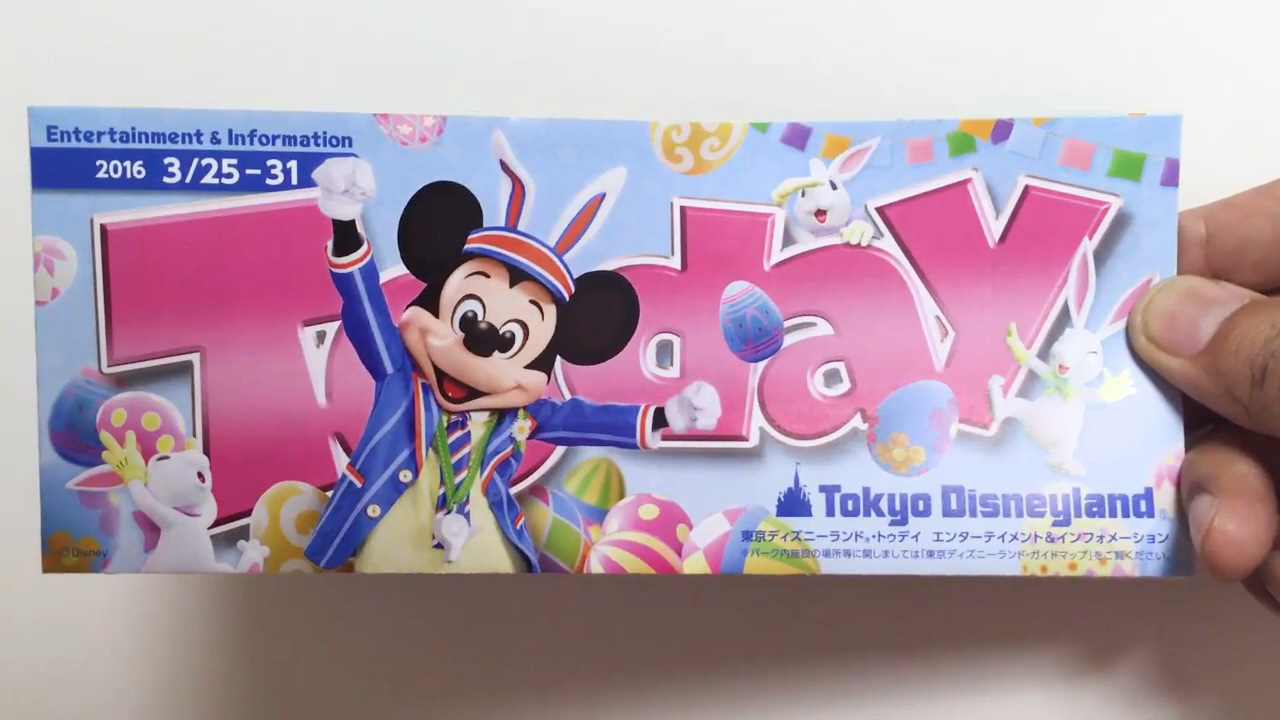 Entertainment & Information
2016 3/25-31
Today
Tokyo Disneyland®
東京ディズニーランド®・トゥデイ エンターテイメント&インフォメーション
※パーク内施設の場所等に関しましては「東京ディズニーランド・ガイドマップ」をご覧ください。
© Disney